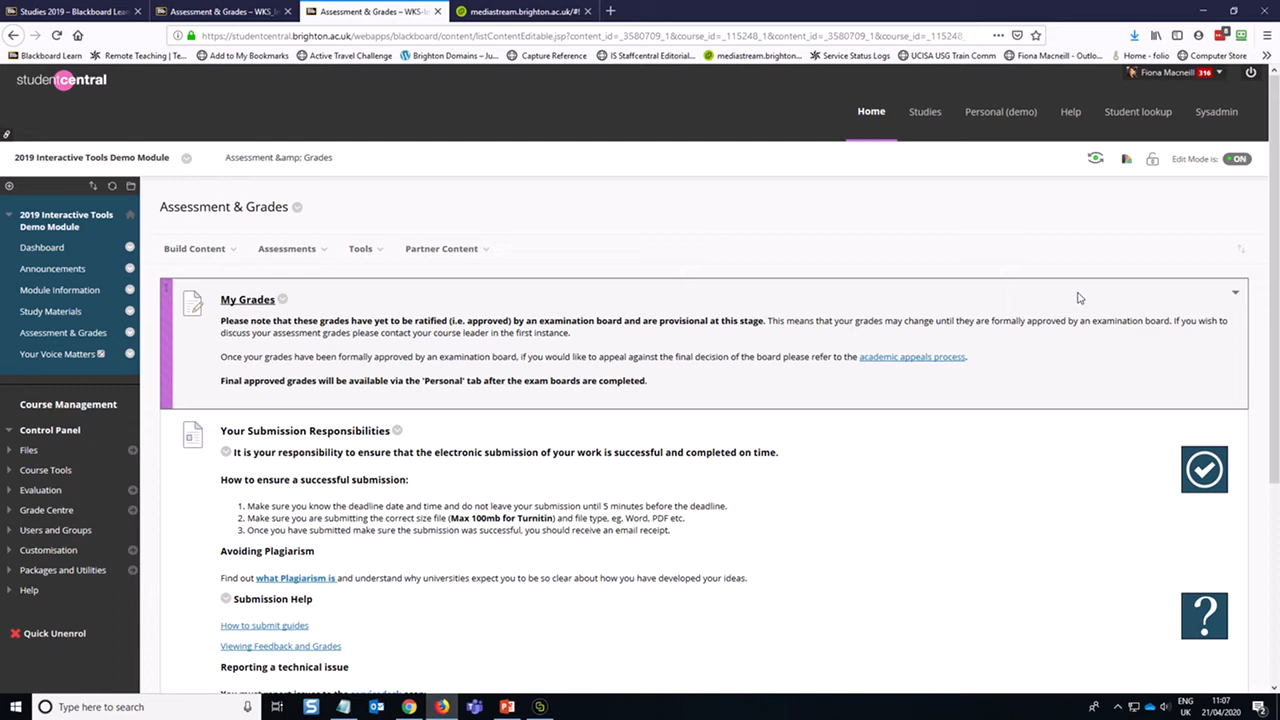 Studies 2019 – Blackboard Learn
Assessment & Grades – WKS_I
Assessment & Grades – WKS-Ie
mediastream.brighton.ac.uk/#!
https://studentcentral.brighton.ac.uk/webapps/blackboard/content/listContentEditable.jsp?content_id=_3580709_1&course_id=_115248_1&content_id=_3580709_1&course_id=_115248_
Blackboard Learn
Remote Teaching | Te...
Add to My Bookmarks
Active Travel Challenge
Brighton Domains – Ju...
Capture Reference
IS Staffcentral Editorial...
mediastream.brighton...
Service Status Logs
UCISA USG Train Comm
Fiona Macneill – Outlo...
Home - folio
Computer Store
studentcentral
Fiona Macneill 316
Home
Studies
Personal (demo)
Help
Student lookup
Sysadmin
2019 Interactive Tools Demo Module
Assessment &amp; Grades
Edit Mode is: ON
2019 Interactive Tools
Demo Module
Dashboard
Announcements
Module Information
Study Materials
Assessment & Grades
Your Voice Matters
Course Management
Control Panel
Files
Course Tools
Evaluation
Grade Centre
Users and Groups
Customisation
Packages and Utilities
Help
Quick Unenrol
Assessment & Grades
Build Content
Assessments
Tools
Partner Content
My Grades
Please note that these grades have yet to be ratified (i.e. approved) by an examination board and are provisional at this stage. This means that your grades may change until they are formally approved by an examination board. If you wish to
discuss your assessment grades please contact your course leader in the first instance.
Once your grades have been formally approved by an examination board, if you would like to appeal against the final decision of the board please refer to the academic appeals process.
Final approved grades will be available via the 'Personal' tab after the exam boards are completed.
Your Submission Responsibilities
It is your responsibility to ensure that the electronic submission of your work is successful and completed on time.
How to ensure a successful submission:
1. Make sure you know the deadline date and time and do not leave your submission until 5 minutes before the deadline.
2. Make sure you are submitting the correct size file (Max 100mb for Turnitin) and file type, eg. Word, PDF etc.
3. Once you have submitted make sure the submission was successful, you should receive an email receipt.
Avoiding Plagiarism
Find out what Plagiarism is and understand why universities expect you to be so clear about how you have developed your ideas.
Submission Help
?
How to submit guides
Viewing Feedback and Grades
Reporting a technical issue
Type here to search
ENG
UK
11:07
21/04/2020
2